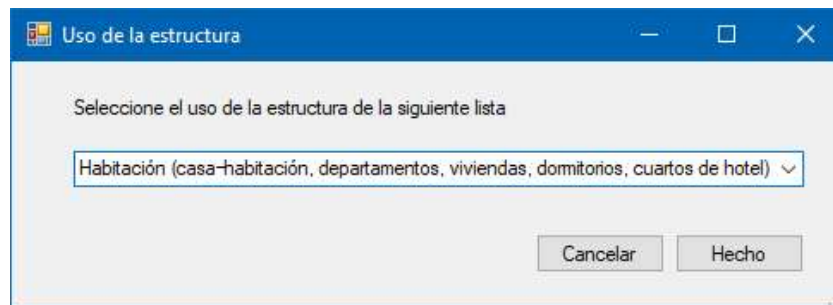 Uso de la estructura
Seleccione el uso de la estructura de la siguiente lista
Habitación (casa-habitación, departamentos, viviendas, dormitorios, cuartos de hotel)
Cancelar Hecho